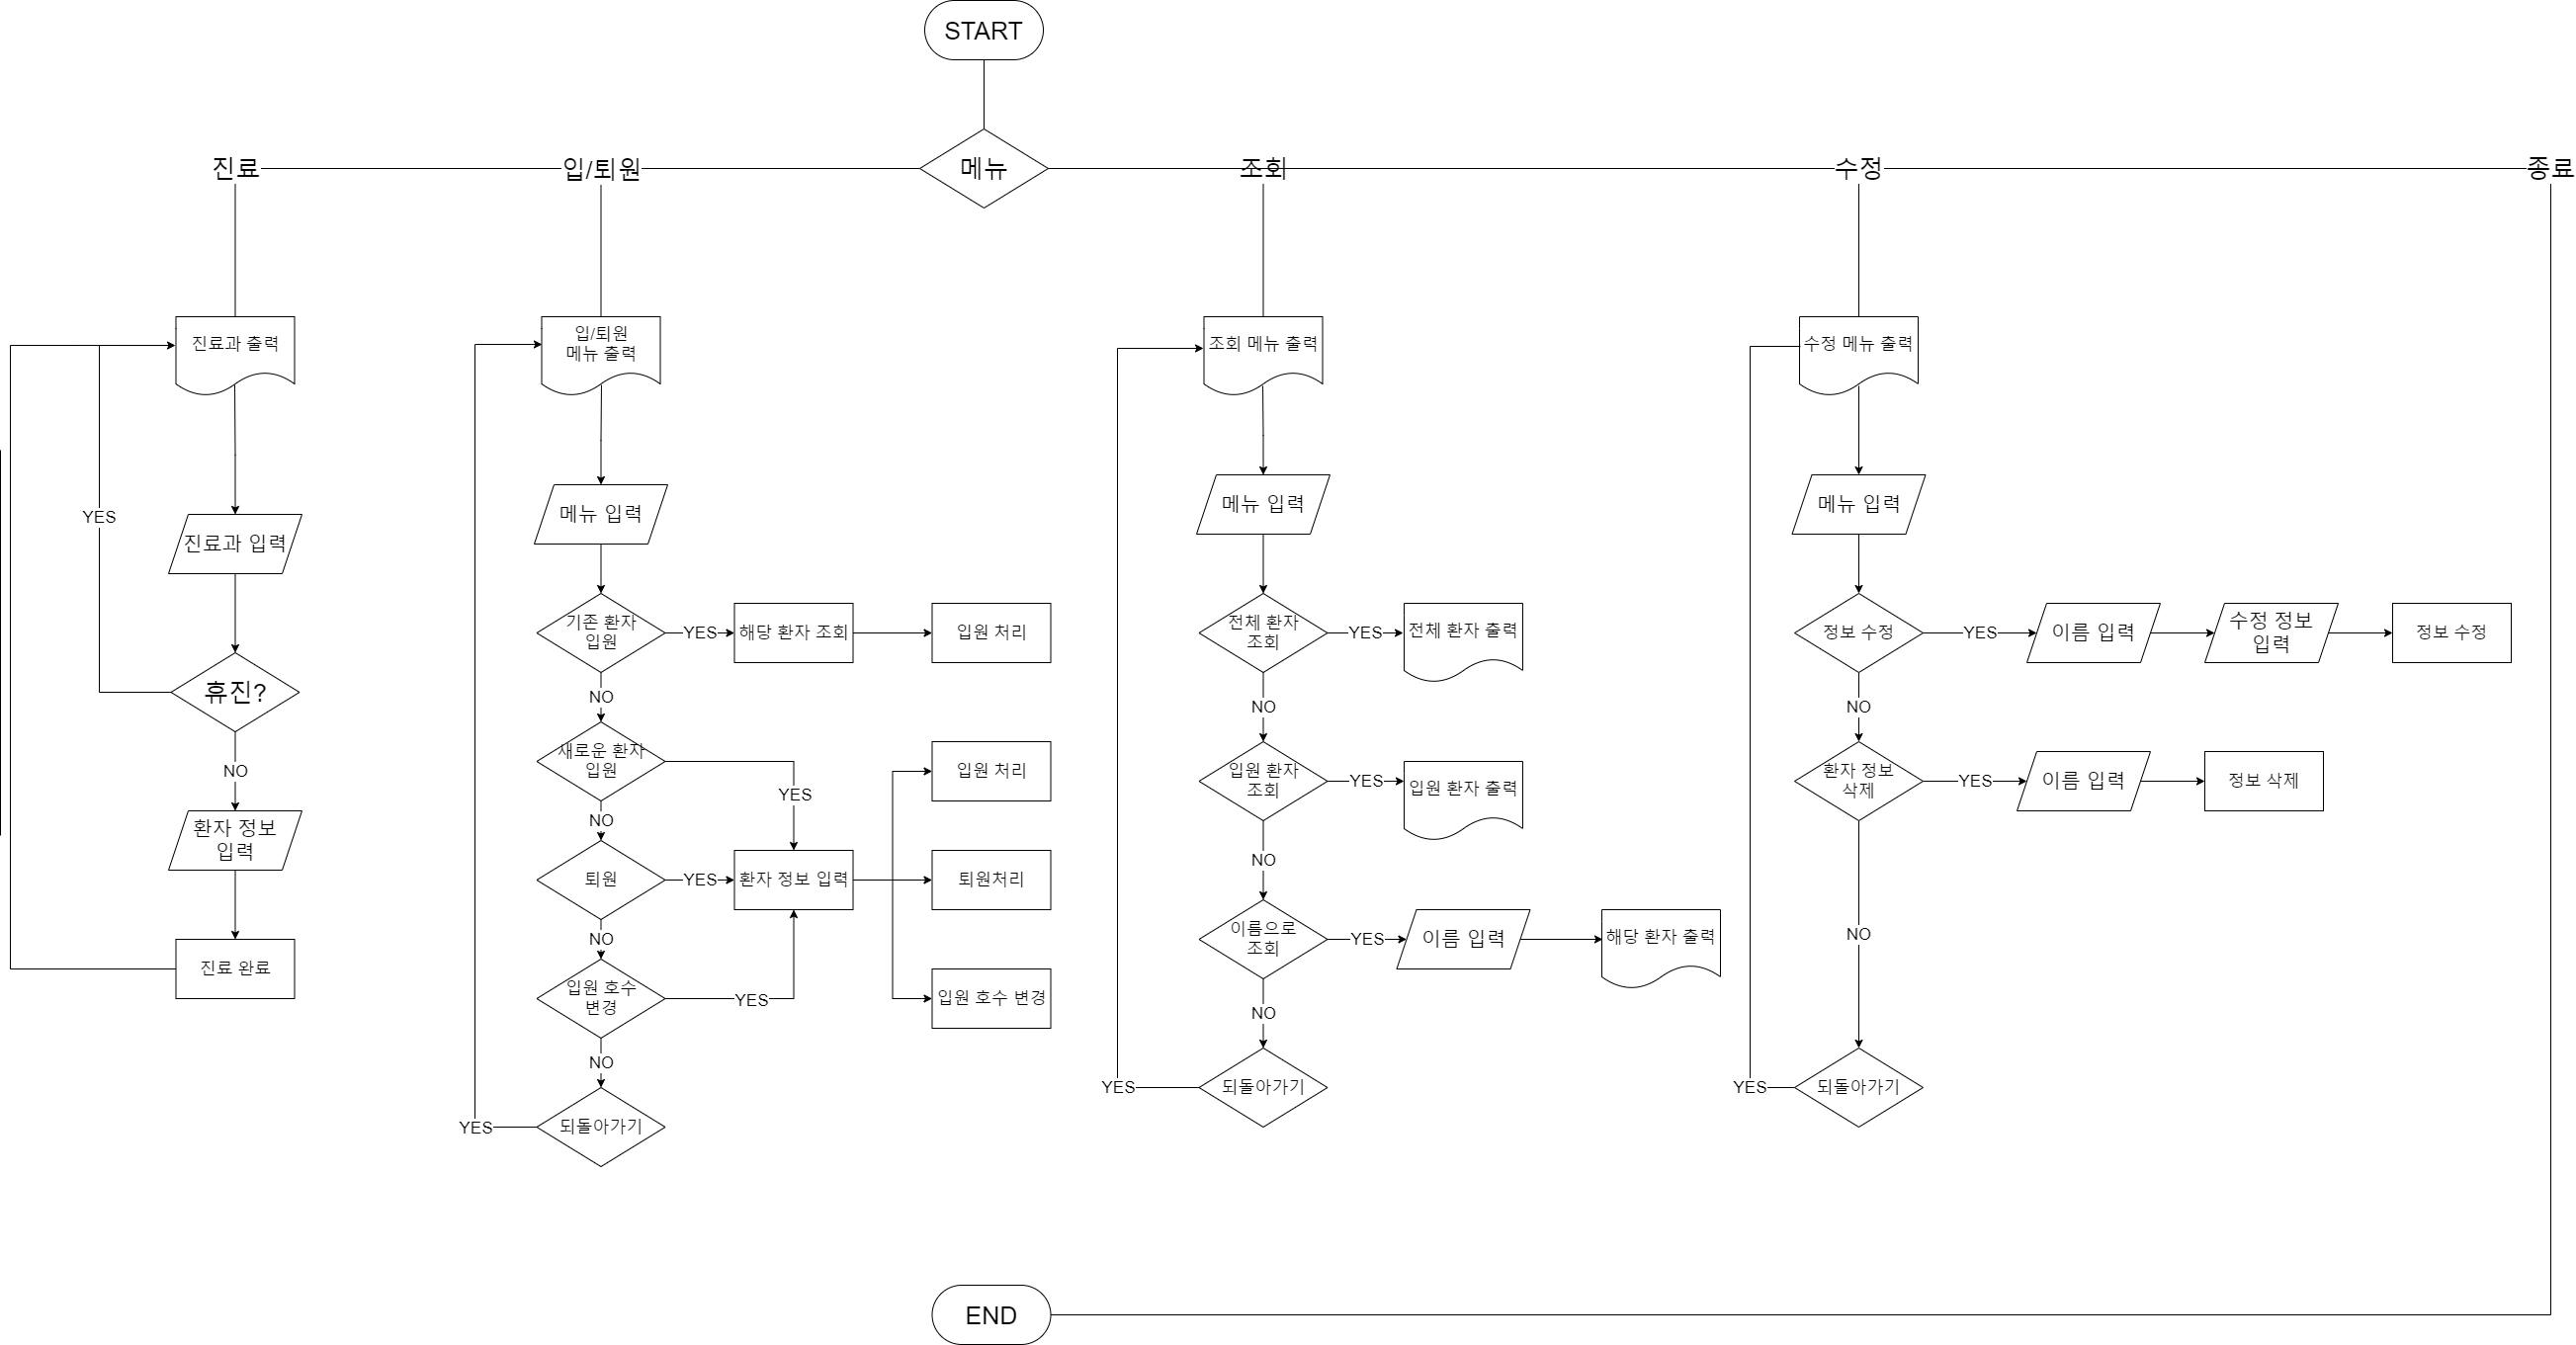 START
메뉴
진료
입/퇴원
조회
수정
종료
진료과 출력
YES
진료과 입력
휴진?
NO
환자 정보
입력
진료 완료
입/퇴원
메뉴 출력
메뉴 입력
기존 환자
입원
YES
해당 환자 조회
입원 처리
NO
새로운 환자
입원
YES
입원 처리
NO
퇴원
YES
환자 정보 입력
퇴원처리
NO
입원 호수
변경
YES
입원 호수 변경
NO
되돌아가기
YES
조회 메뉴 출력
메뉴 입력
전체 환자
조회
YES
전체 환자 출력
NO
입원 환자
조회
YES
입원 환자 출력
NO
이름으로
조회
YES
이름 입력
해당 환자 출력
NO
되돌아가기
YES
수정 메뉴 출력
메뉴 입력
정보 수정
YES
이름 입력
수정 정보
입력
정보 수정
NO
환자 정보
삭제
YES
이름 입력
정보 삭제
NO
되돌아가기
YES
END